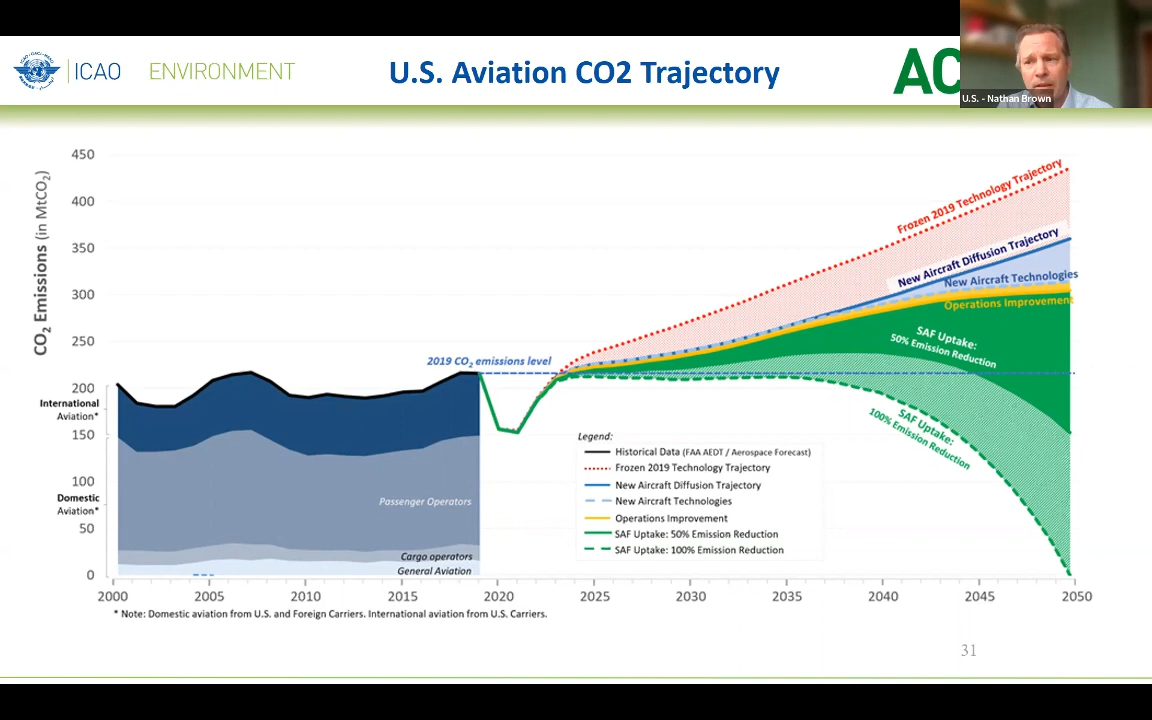 ICAO
ENVIRONMENT
U.S. Aviation CO2 Trajectory
AC
U.S. - Nathan Brown
CO2 Emissions (in MtCO2)
450
400
350
300
250
200
150
100
50
0
International
Aviation*
Domestic
Aviation*
2019 CO2 emissions level
Frozen 2019 Technology Trajectory
New Aircraft Diffusion Trajectory
New Aircraft Technologies
Operations Improvement
SAF Uptake:
50% Emission Reduction
SAF Uptake:
100% Emission Reduction
Passenger Operators
Cargo operators
General Aviation
Legend:
Historical Data (FAA AEDT / Aerospace Forecast)
Frozen 2019 Technology Trajectory
New Aircraft Diffusion Trajectory
New Aircraft Technologies
Operations Improvement
SAF Uptake: 50% Emission Reduction
SAF Uptake: 100% Emission Reduction
2000
2005
2010
2015
2020
2025
2030
2035
2040
2045
2050
* Note: Domestic aviation from U.S. and Foreign Carriers. International aviation from U.S. Carriers.
31